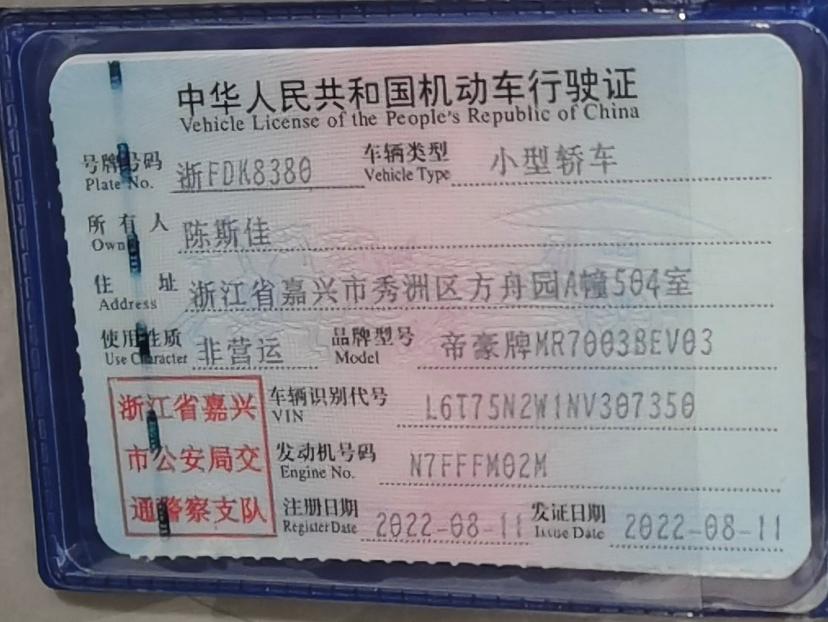 中华人民共和国机动车行驶证
Vehicle License of the People's Republic of China
号牌号码 浙FDK8380 车辆类型 小型轿车
Plate No. Vehicle Type
所有人 陈斯佳
Owner
住址 浙江省嘉兴市秀洲区方舟园A幢504室
Address
使用性质 非营运 品牌型号 帝豪牌MR7003BEV03
Use Character Model
浙江省嘉兴 车辆识别代号 L6T75N2W1NV307350
VIN
市公安局交 发动机号码 N7FFFM02M
Engine No.
通警察支队 注册日期 2022-08-11 发证日期 2022-08-11
Register Date Issue Date